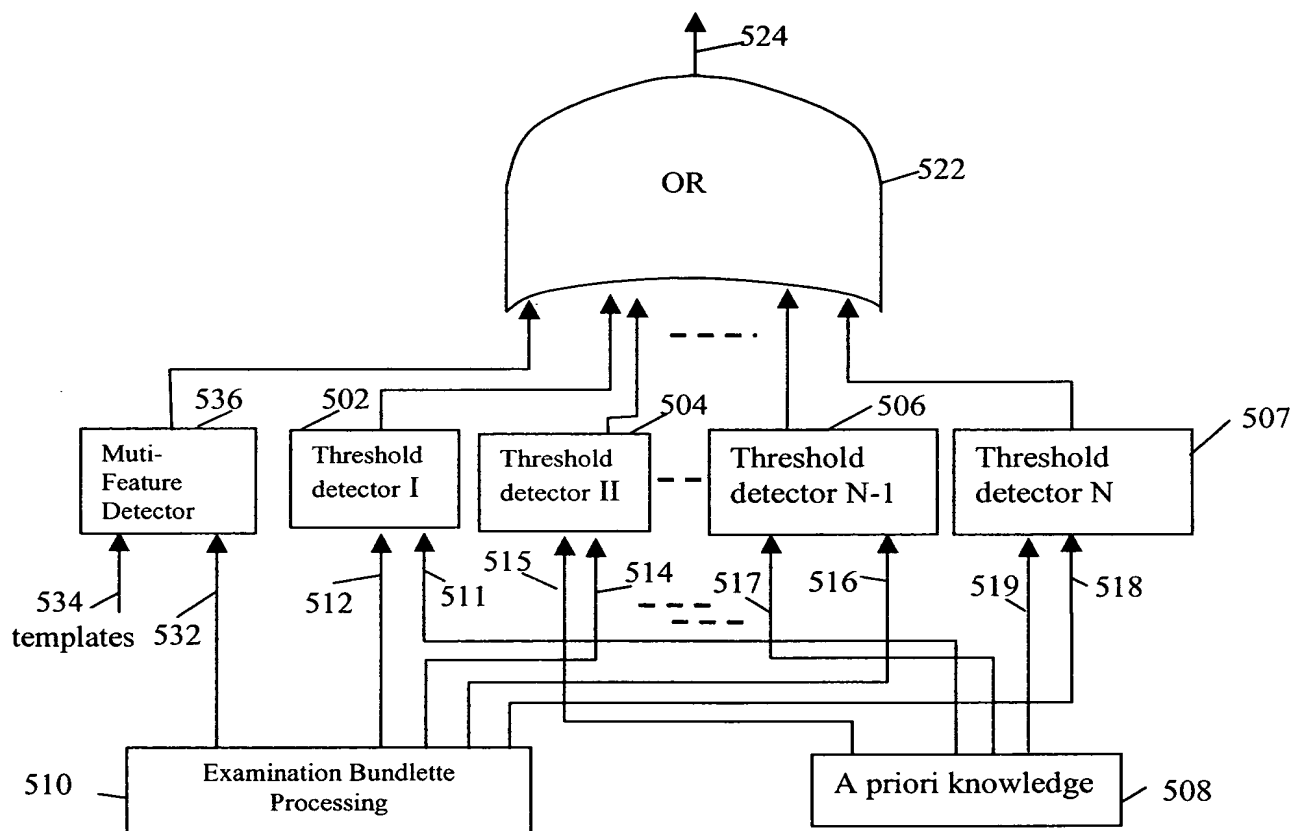 524
OR
522
536
502
504
506
507
Muti-
Feature
Detector
Threshold
detector I
Threshold
detector II
Threshold
detector N-1
Threshold
detector N
534
templates
532
512
511
515
514
517
516
519
518
510
Examination Bundlette
Processing
A priori knowledge
508